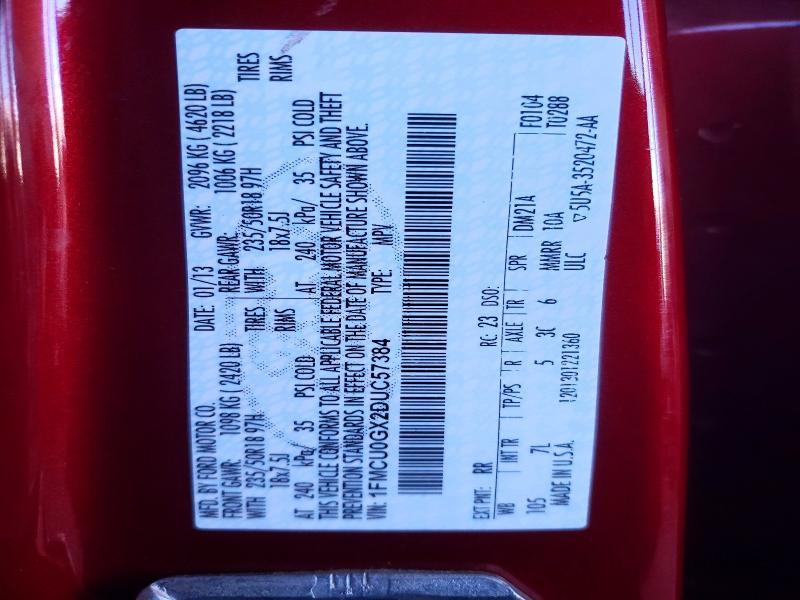 MFD. BY FORD MOTOR CO.
DATE: 01/13 GVWR: 2096 KG ( 4620 LB)
FRONT GAWR: 1098 KG ( 2420 LB) REAR GAWR: 1006 KG ( 2218 LB)
WITH 235/50R18 97H TIRES WITH 235/50R18 97H TIRES
18x7.5J RIMS 18x7.5J RIMS
AT 240 kPa/ 35 PSI COLD AT 240 kPa/ 35 PSI COLD
THIS VEHICLE CONFORMS TO ALL APPLICABLE FEDERAL MOTOR VEHICLE SAFETY AND THEFT
PREVENTION STANDARDS IN EFFECT ON THE DATE OF MANUFACTURE SHOWN ABOVE.
VIN: 1FMCU0GX2DUC57384 TYPE: MPV
EXT PNT: RR RC: 23 DSO: F0104
WB INT TR TP/PS R AXLE TR SPR DM21A T0288
105 7L 5 3C 6 MMRR 10A
MADE IN U.S.A. 1201301221360 ULC ▽5U5A-3520472-AA